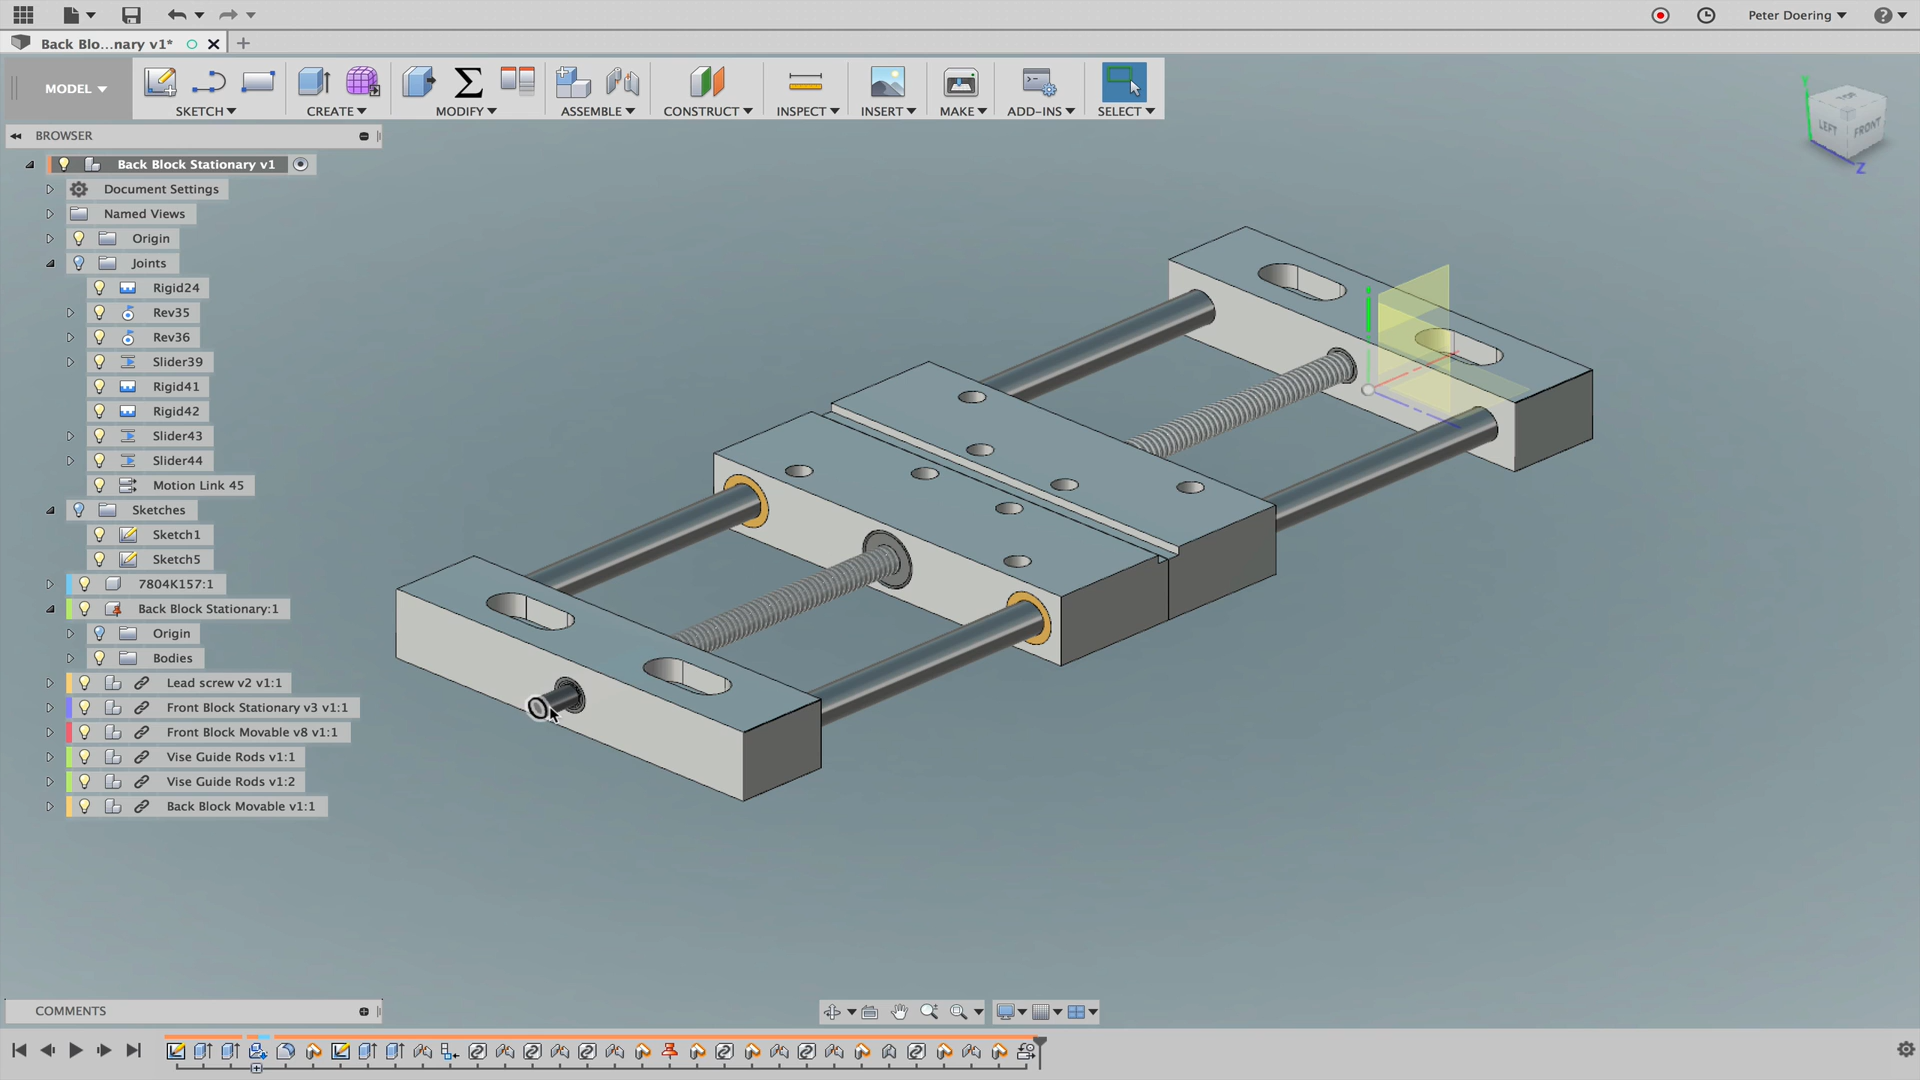 Peter Doering
Back Blo...nary v1*
MODEL
SKETCH
CREATE
MODIFY
ASSEMBLE
CONSTRUCT
INSPECT
INSERT
MAKE
ADD-INS
SELECT
Y
TOP
LEFT
FRONT
Z
BROWSER
Back Block Stationary v1
Document Settings
Named Views
Origin
Joints
Rigid24
Rev35
Rev36
Slider39
Rigid41
Rigid42
Slider43
Slider44
Motion Link 45
Sketches
Sketch1
Sketch5
7804K157:1
Back Block Stationary:1
Origin
Bodies
Lead screw v2 v1:1
Front Block Stationary v3 v1:1
Front Block Movable v8 v1:1
Vise Guide Rods v1:1
Vise Guide Rods v1:2
Back Block Movable v1:1
COMMENTS